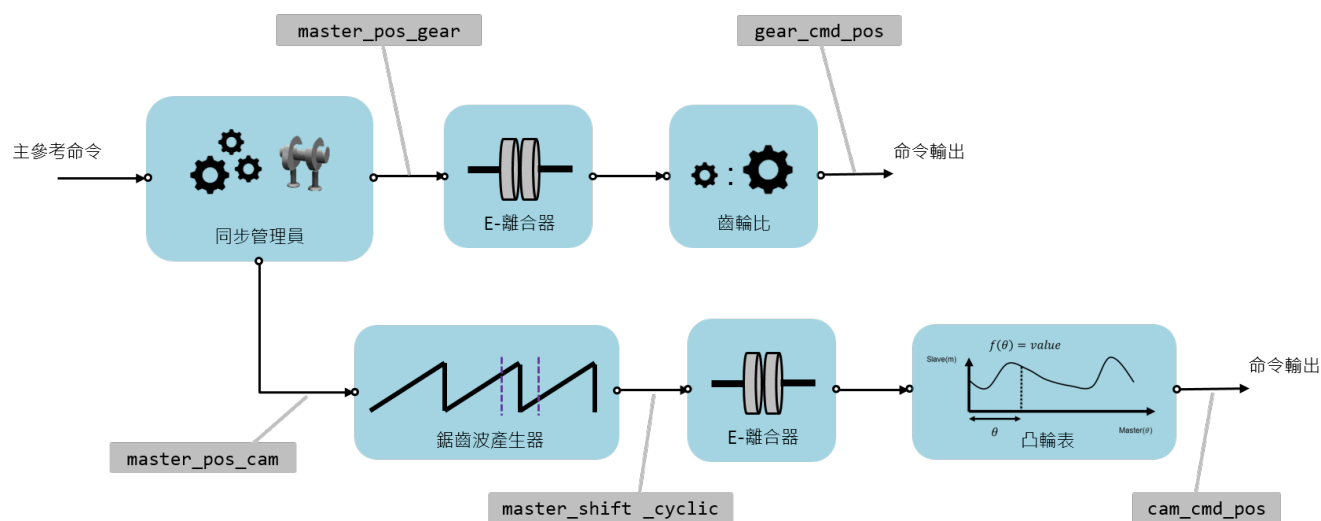 master_pos_gear
gear_cmd_pos
主參考命令
同步管理員
E-離合器
:
齒輪比
命令輸出
master_pos_cam
鋸齒波產生器
master_shift _cyclic
E-離合器
f(θ) = value
Slave(m)
θ
Master(θ)
凸輪表
命令輸出
cam_cmd_pos